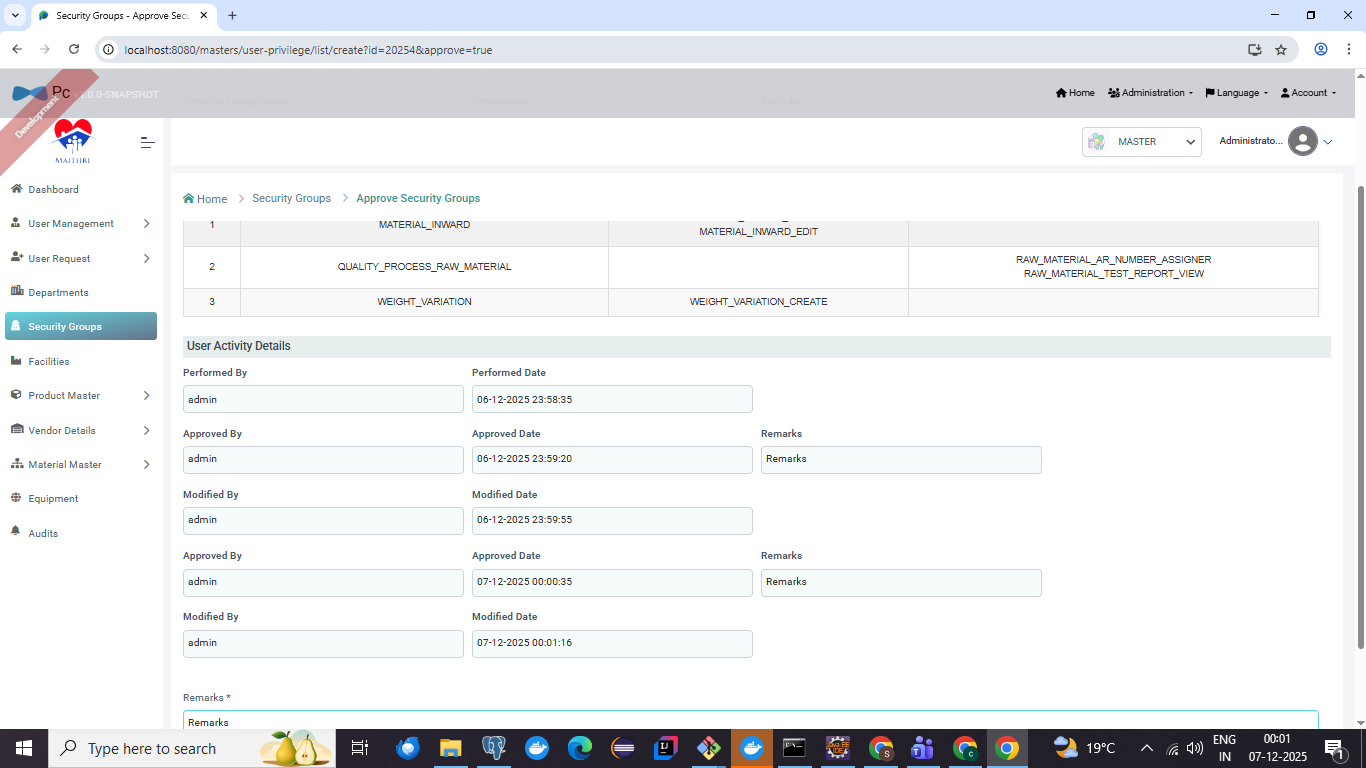 Security Groups - Approve Secu
localhost:8080/masters/user-privilege/list/create?id=20254&approve=true
Pc v1.0.0-SNAPSHOT
Development
Home
Administration
Language
Account
MAITHRI
MASTER
Administrato...
Dashboard
User Management
User Request
Departments
Security Groups
Facilities
Product Master
Vendor Details
Material Master
Equipment
Audits
Home
Security Groups
Approve Security Groups
1 MATERIAL_INWARD
MATERIAL_INWARD_EDIT
2 QUALITY_PROCESS_RAW_MATERIAL
RAW_MATERIAL_AR_NUMBER_ASSIGNER
RAW_MATERIAL_TEST_REPORT_VIEW
3 WEIGHT_VARIATION WEIGHT_VARIATION_CREATE
User Activity Details
Performed By Performed Date
admin 06-12-2025 23:58:35
Approved By Approved Date Remarks
admin 06-12-2025 23:59:20 Remarks
Modified By Modified Date
admin 06-12-2025 23:59:55
Approved By Approved Date Remarks
admin 07-12-2025 00:00:35 Remarks
Modified By Modified Date
admin 07-12-2025 00:01:16
Remarks *
Remarks
Type here to search
19°C
ENG
IN
00:01
07-12-2025
1